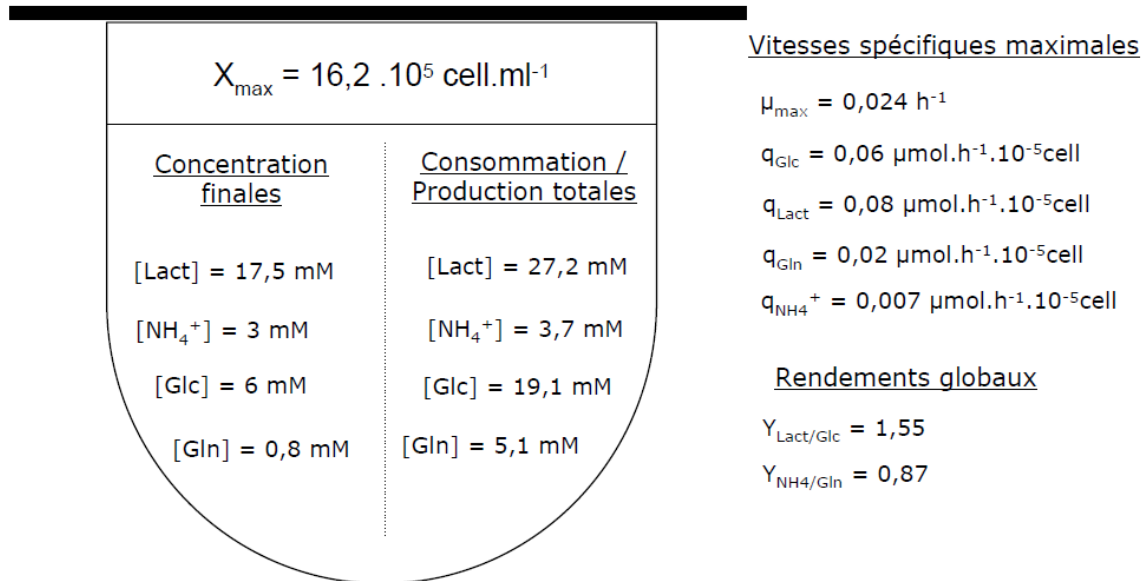 X_max = 16,2 .10⁵ cell.ml⁻¹
Concentration
finales
[Lact] = 17,5 mM
[NH₄⁺] = 3 mM
[Glc] = 6 mM
[Gln] = 0,8 mM
Consommation /
Production totales
[Lact] = 27,2 mM
[NH₄⁺] = 3,7 mM
[Glc] = 19,1 mM
[Gln] = 5,1 mM
Vitesses spécifiques maximales
µ_max = 0,024 h⁻¹
q_Glc = 0,06 µmol.h⁻¹.10⁻⁵cell
q_Lact = 0,08 µmol.h⁻¹.10⁻⁵cell
q_Gln = 0,02 µmol.h⁻¹.10⁻⁵cell
q_NH4⁺ = 0,007 µmol.h⁻¹.10⁻⁵cell
Rendements globaux
Y_Lact/Glc = 1,55
Y_NH4/Gln = 0,87